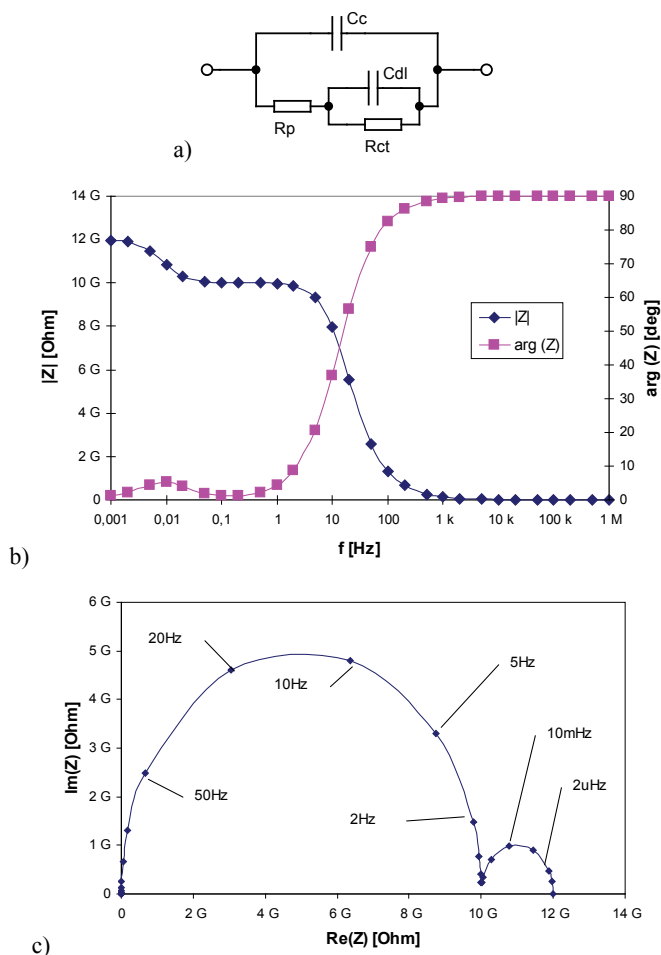 Cc
Cdl
Rp
Rct
a)
14 G
12 G
10 G
8 G
6 G
4 G
2 G
0
|Z| [Ohm]
90
80
70
60
50
40
30
20
10
0
arg (Z) [deg]
|Z|
arg (Z)
0,001 0,01 0,1 1 10 100 1 k 10 k 100 k 1 M
f [Hz]
b)
6 G
5 G
4 G
3 G
2 G
1 G
0
Im(Z) [Ohm]
20Hz
10Hz
5Hz
10mHz
50Hz
2Hz
2uHz
0 2 G 4 G 6 G 8 G 10 G 12 G 14 G
Re(Z) [Ohm]
c)